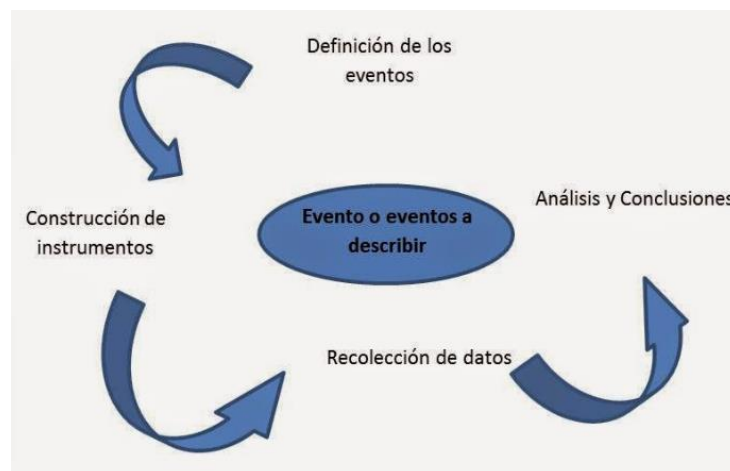 Definición de los
eventos
Construcción de
instrumentos
Evento o eventos a
describir
Análisis y Conclusiones
Recolección de datos